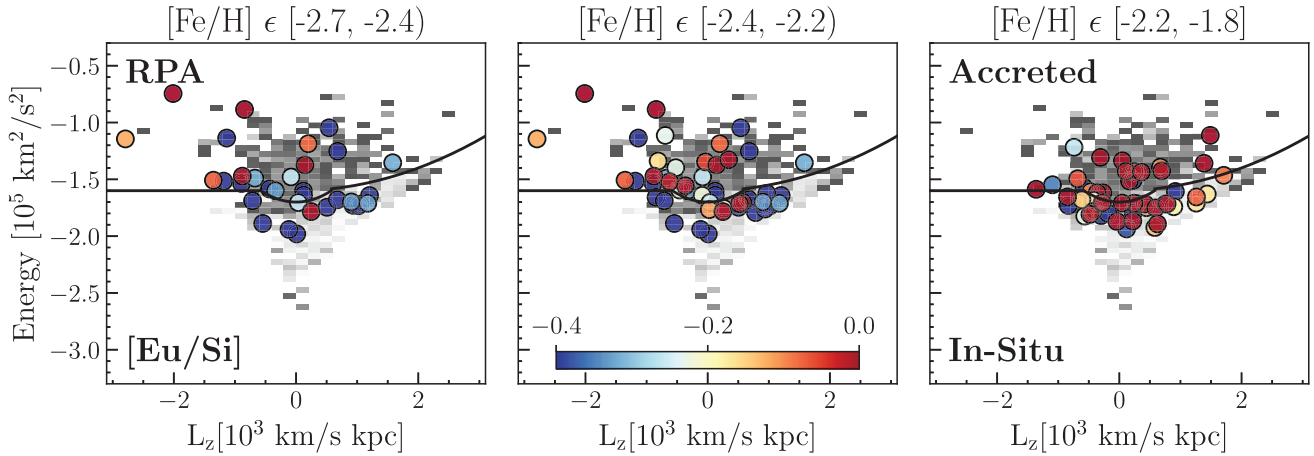 [Fe/H] ϵ [-2.7, -2.4)
[Fe/H] ϵ [-2.4, -2.2)
[Fe/H] ϵ [-2.2, -1.8]
Energy [10⁵ km²/s²]
−0.5
−1.0
−1.5
−2.0
−2.5
−3.0
RPA
[Eu/Si]
Accreted
In-Situ
−0.4 −0.2 0.0
−2 0 2
−2 0 2
−2 0 2
L_z[10³ km/s kpc]
L_z[10³ km/s kpc]
L_z[10³ km/s kpc]